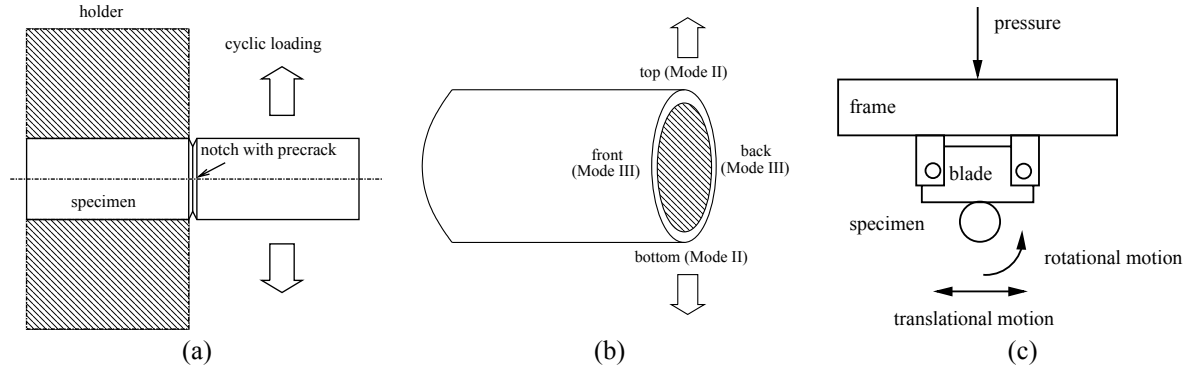 holder
cyclic loading
notch with precrack
specimen
(a)
top (Mode II)
front
(Mode III)
back
(Mode III)
bottom (Mode II)
(b)
pressure
frame
blade
specimen
rotational motion
translational motion
(c)